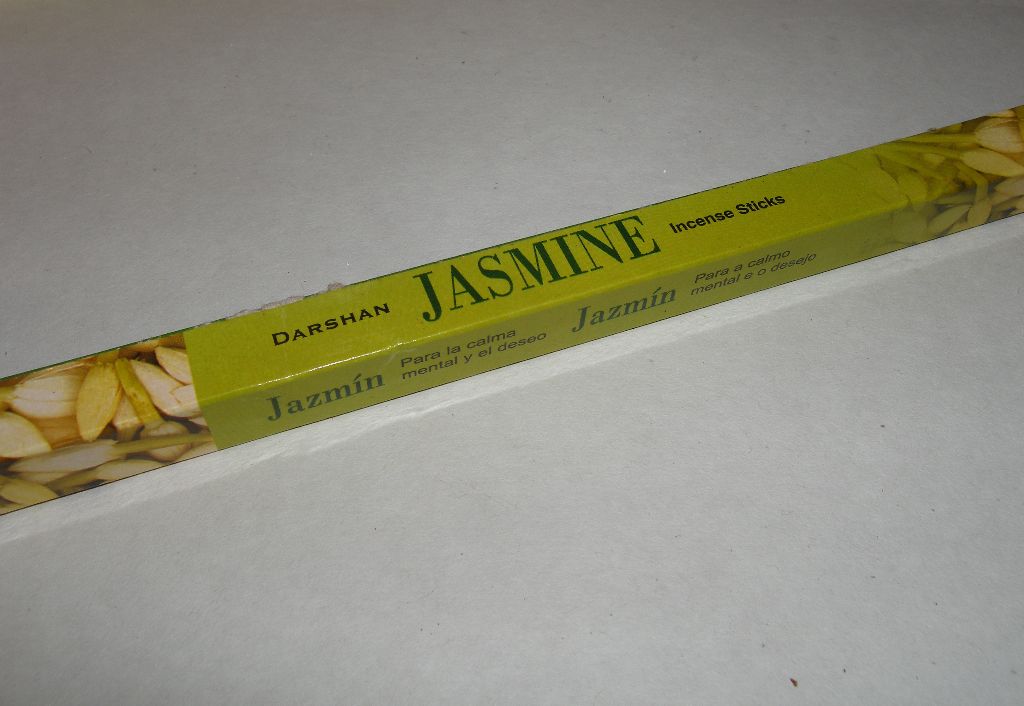 DARSHAN JASMINE Incense Sticks
Jazmín
Para la calma
mental y el deseo
Jazmín
Para a calmo
mental e o desejo